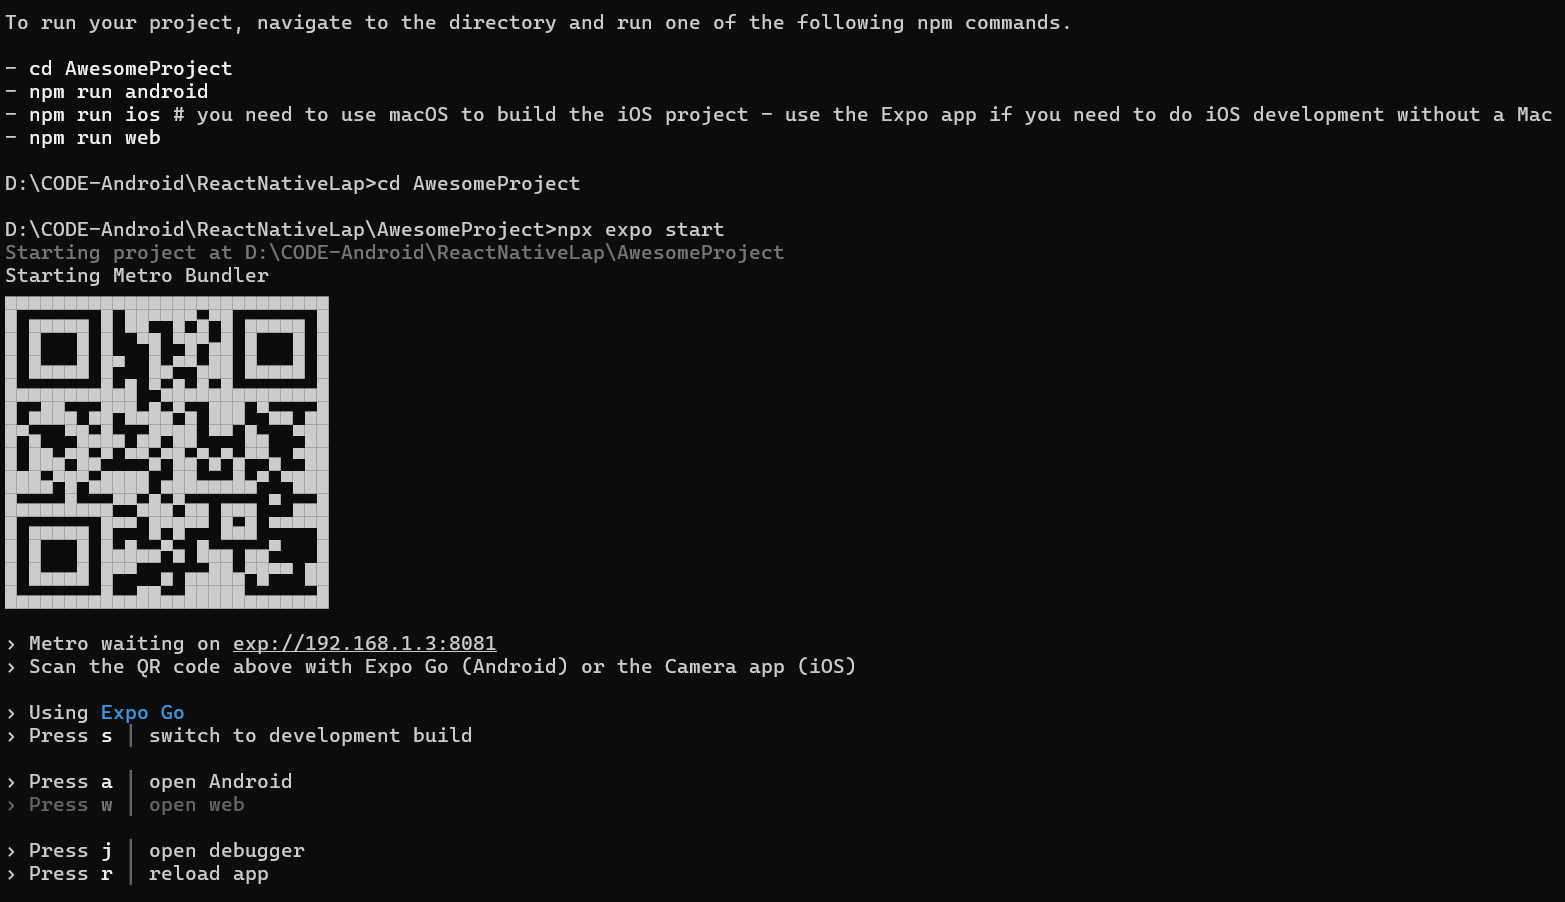 To run your project, navigate to the directory and run one of the following npm commands.
- cd AwesomeProject
- npm run android
- npm run ios # you need to use macOS to build the iOS project - use the Expo app if you need to do iOS development without a Mac
- npm run web
D:\CODE-Android\ReactNativeLap>cd AwesomeProject
D:\CODE-Android\ReactNativeLap\AwesomeProject>npx expo start
Starting project at D:\CODE-Android\ReactNativeLap\AwesomeProject
Starting Metro Bundler
› Metro waiting on exp://192.168.1.3:8081
› Scan the QR code above with Expo Go (Android) or the Camera app (iOS)
› Using Expo Go
› Press s │ switch to development build
› Press a │ open Android
› Press w │ open web
› Press j │ open debugger
› Press r │ reload app